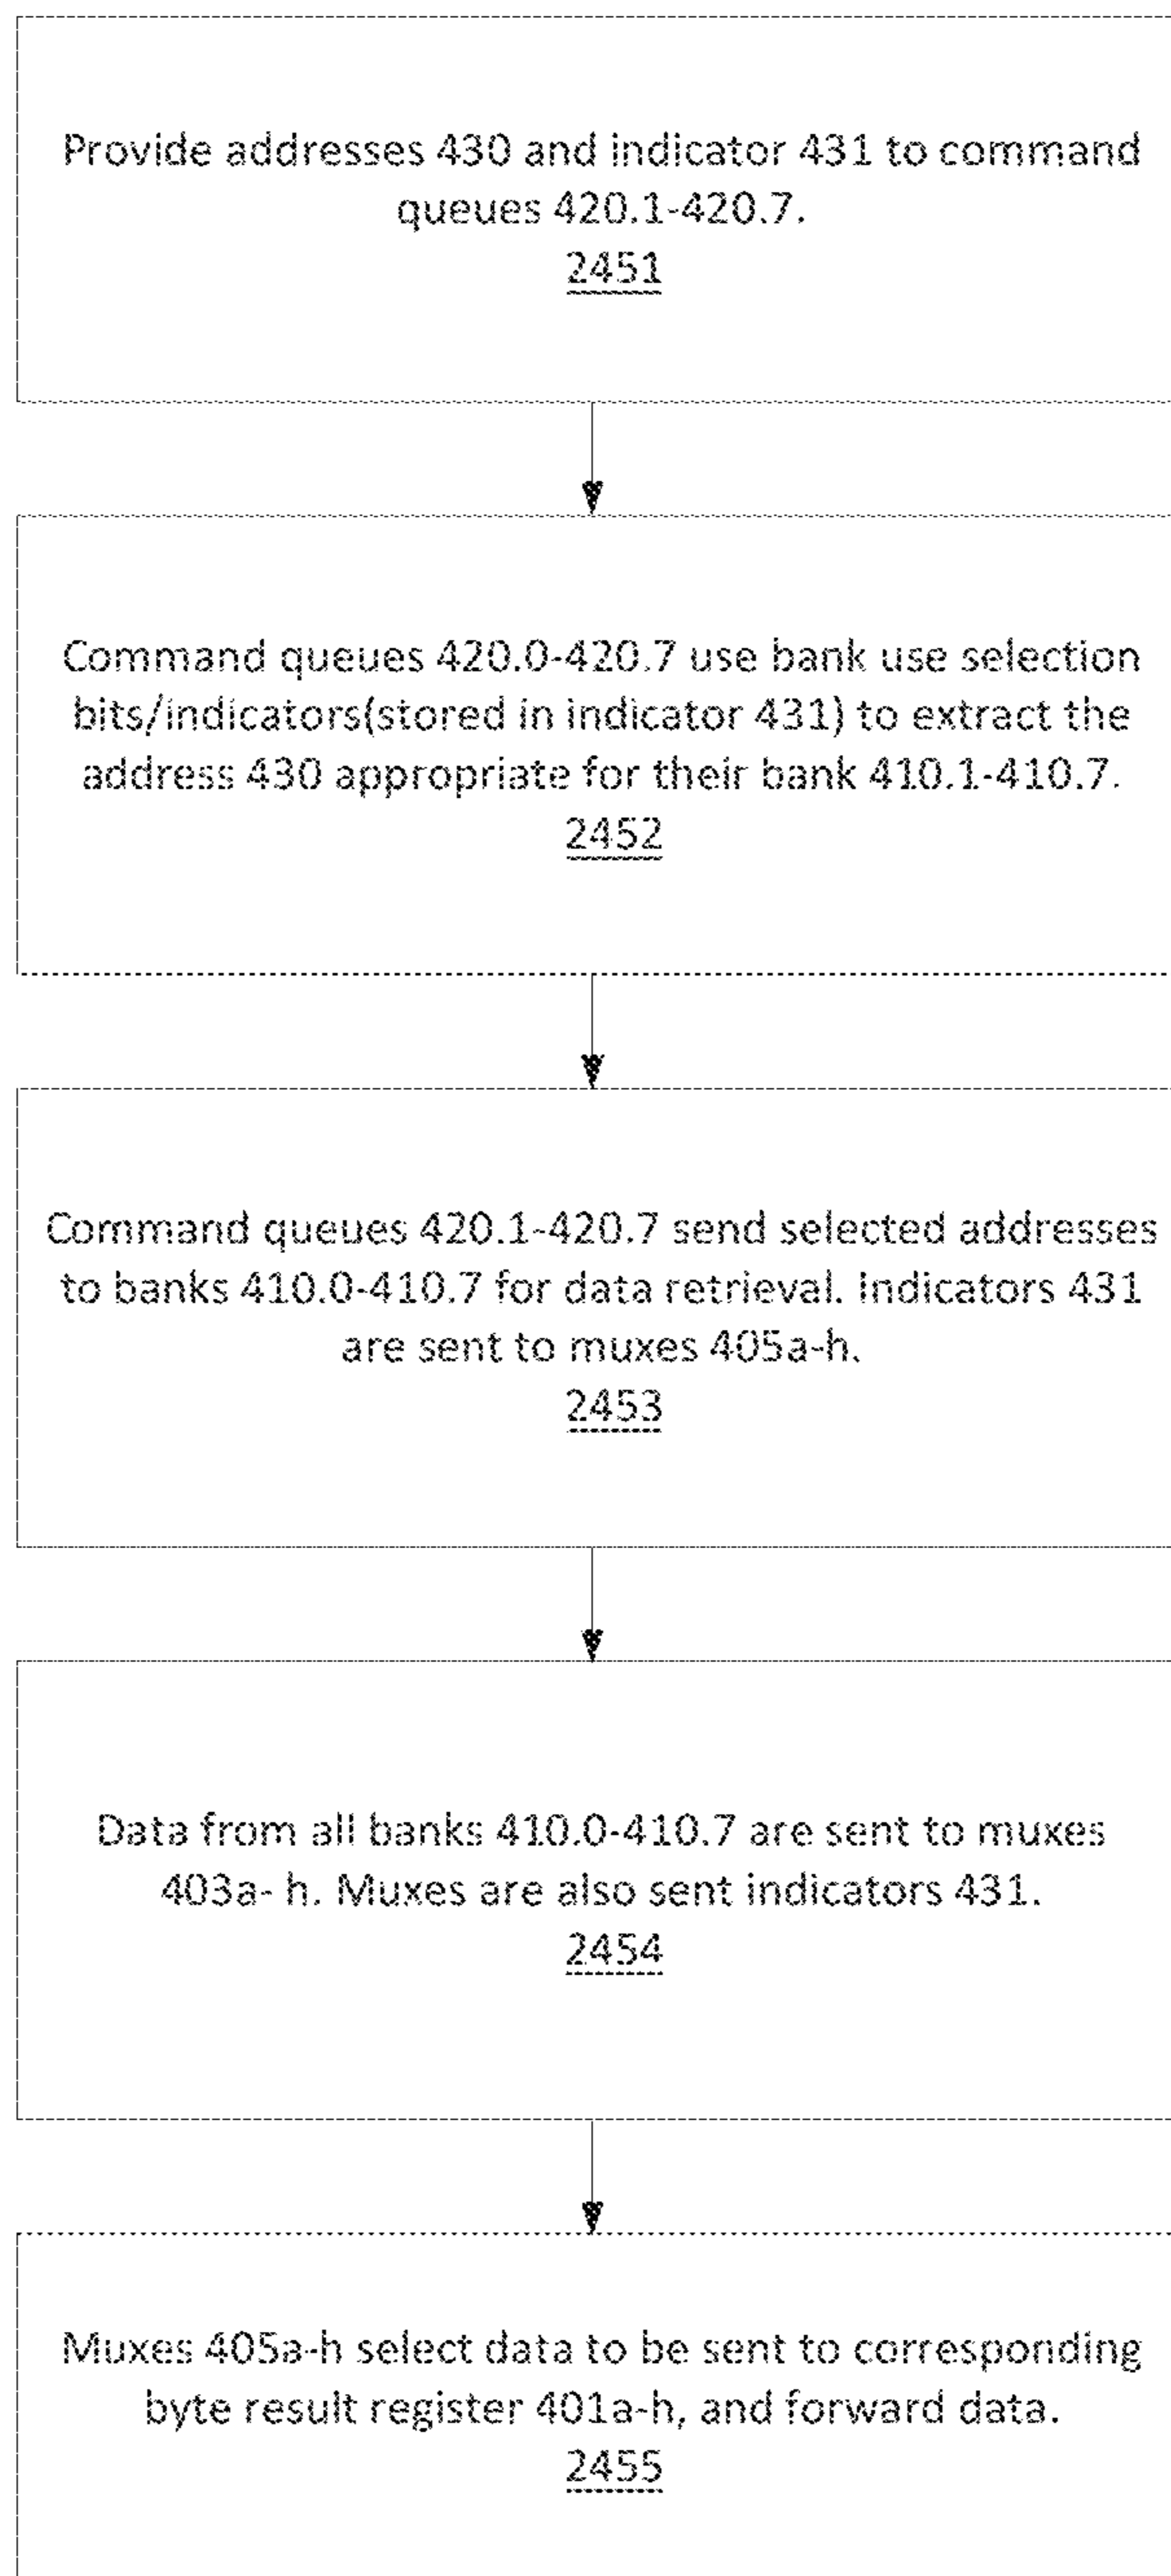 Provide addresses 430 and indicator 431 to command
queues 420.1-420.7.
2451
Command queues 420.0-420.7 use bank use selection
bits/indicators(stored in indicator 431) to extract the
address 430 appropriate for their bank 410.1-410.7.
2452
Command queues 420.1-420.7 send selected addresses
to banks 410.0-410.7 for data retrieval. Indicators 431
are sent to muxes 405a-h.
2453
Data from all banks 410.0-410.7 are sent to muxes
403a- h. Muxes are also sent indicators 431.
2454
Muxes 405a-h select data to be sent to corresponding
byte result register 401a-h, and forward data.
2455